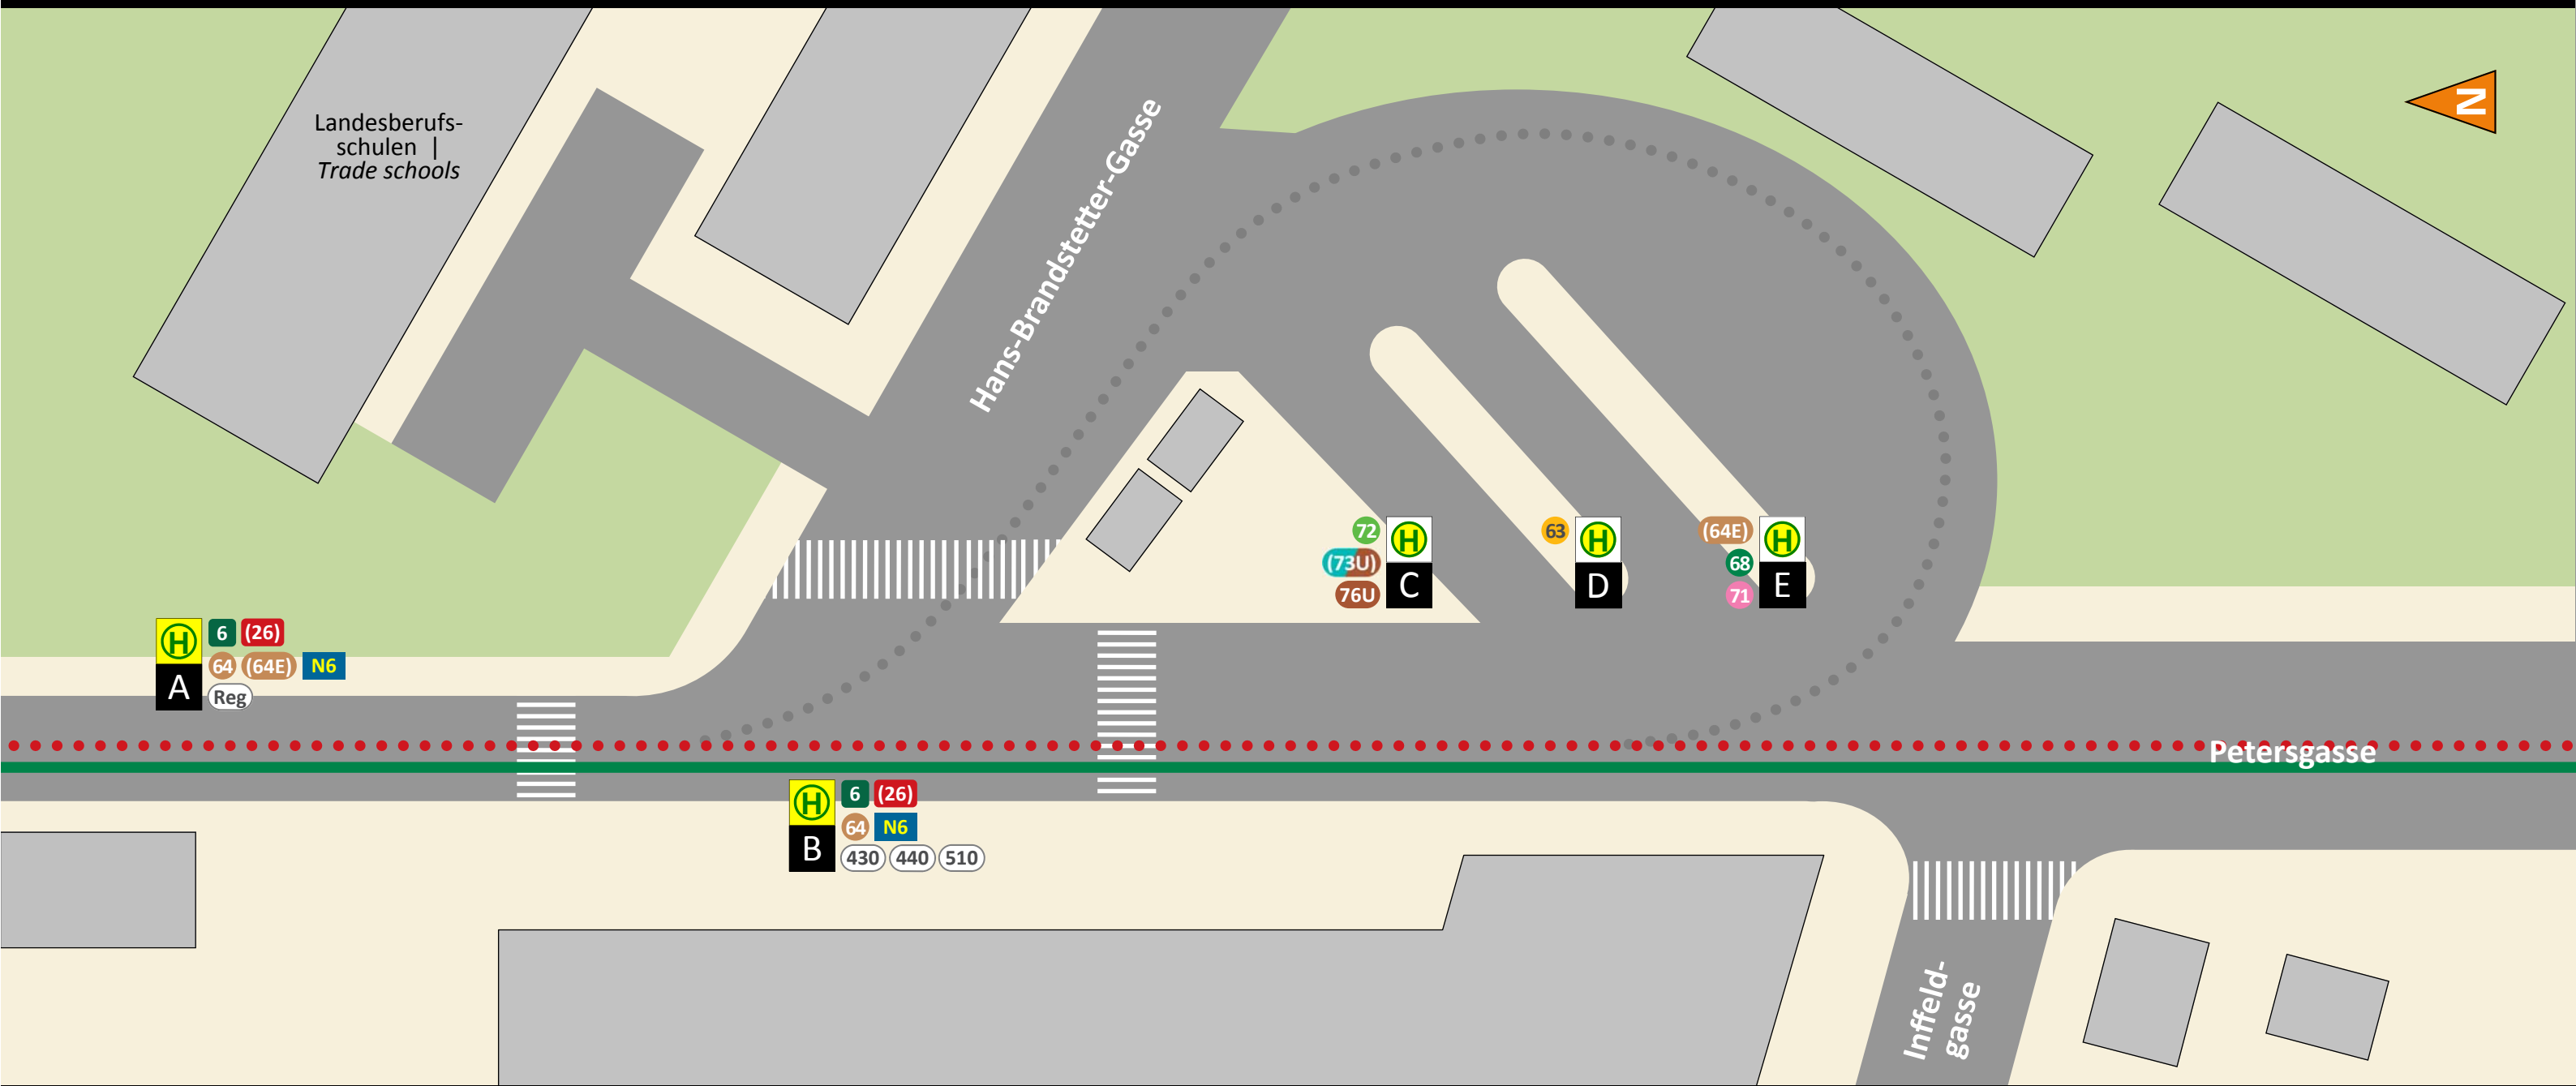 Landesberufs-
schulen |
Trade schools
Hans-Brandstetter-Gasse
N
72
(73U)
76U
H
C
63
H
D
(64E)
68
71
H
E
H
A
6 (26)
64 (64E) N6
Reg
Petersgasse
H
B
6 (26)
64 N6
430 440 510
Inffeld-
gasse